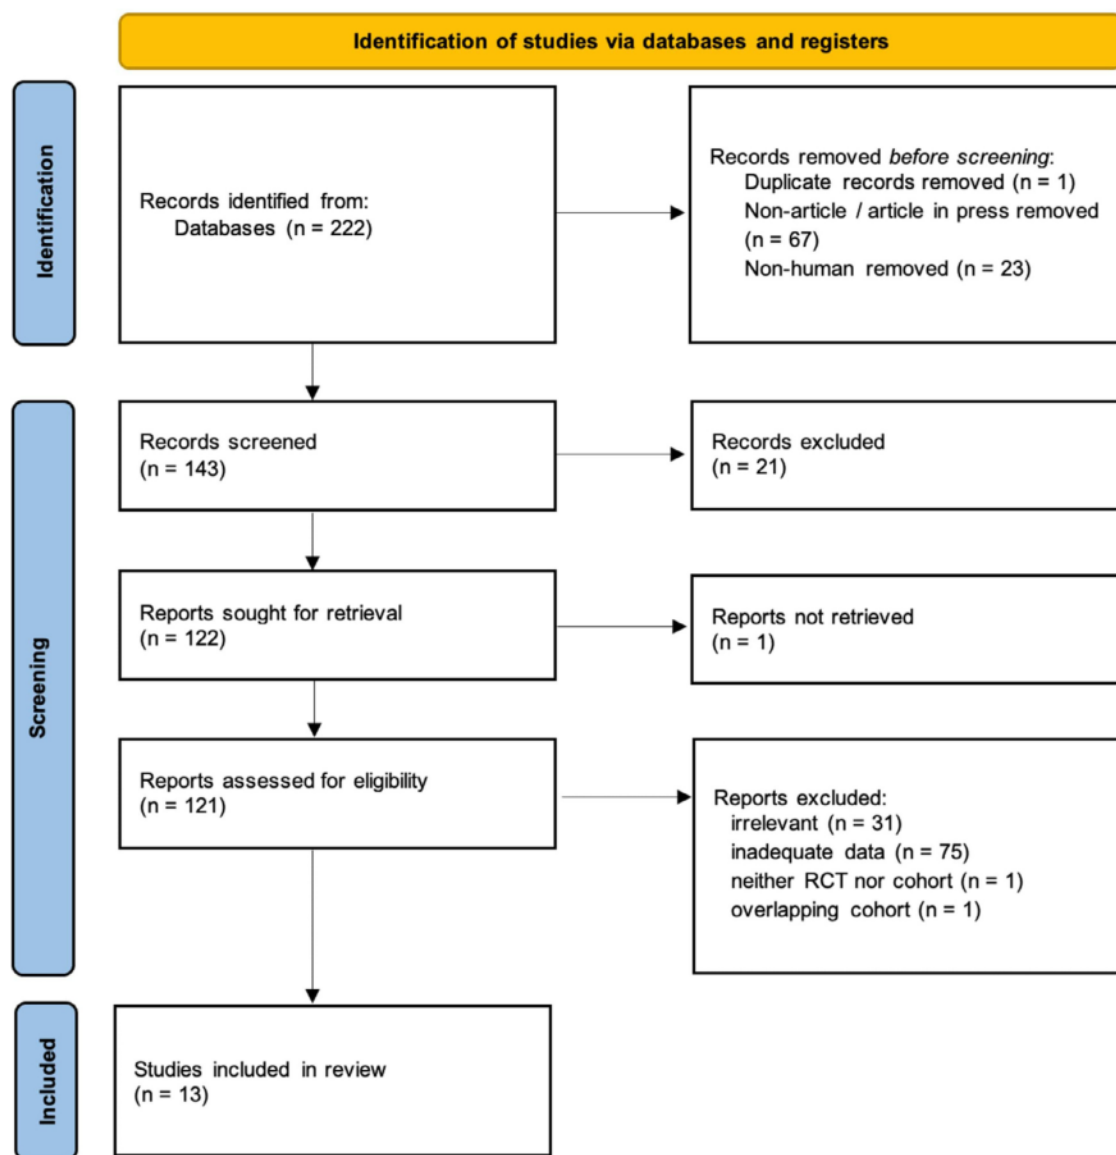 Identification of studies via databases and registers
Identification
Records identified from:
Databases (n = 222)
Records removed before screening:
Duplicate records removed (n = 1)
Non-article / article in press removed
(n = 67)
Non-human removed (n = 23)
Screening
Records screened
(n = 143)
Records excluded
(n = 21)
Reports sought for retrieval
(n = 122)
Reports not retrieved
(n = 1)
Reports assessed for eligibility
(n = 121)
Reports excluded:
irrelevant (n = 31)
inadequate data (n = 75)
neither RCT nor cohort (n = 1)
overlapping cohort (n = 1)
Included
Studies included in review
(n = 13)